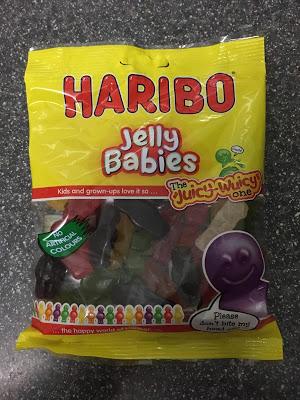 HARIBO
Jelly
Babies
The
'juicy-wuicy'
one
Kids and grown-ups love it so ...
NO
ARTIFICIAL
COLOURS
Please
don't bite my
head
... the happy world of